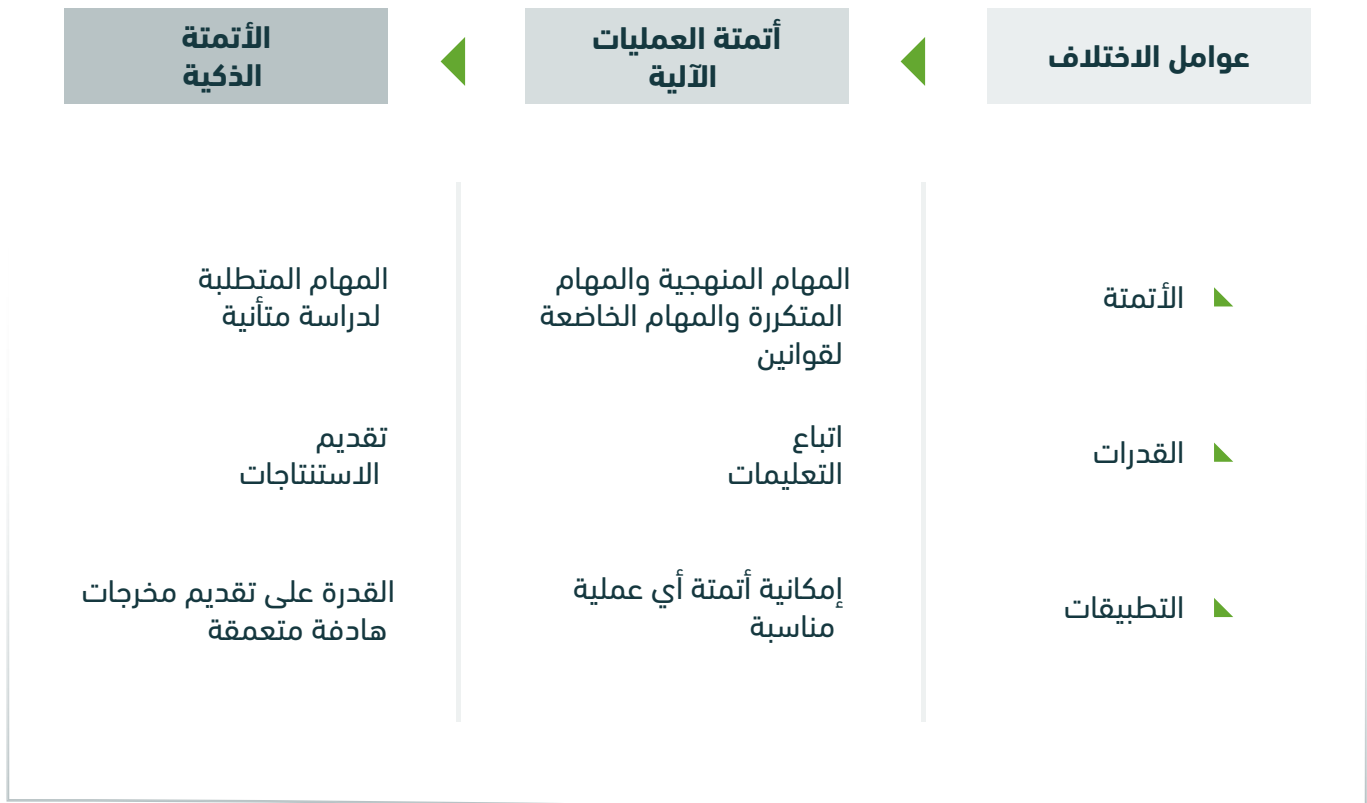 عوامل الاختلاف
أتمتة العمليات
الآلية
الأتمتة
الذكية
الأتمتة
المهام المنهجية والمهام
المتكررة والمهام الخاضعة
لقوانين
المهام المتطلبة
لدراسة متأنية
القدرات
اتباع
التعليمات
تقديم
الاستنتاجات
التطبيقات
إمكانية أتمتة أي عملية
مناسبة
القدرة على تقديم مخرجات
هادفة متعمقة